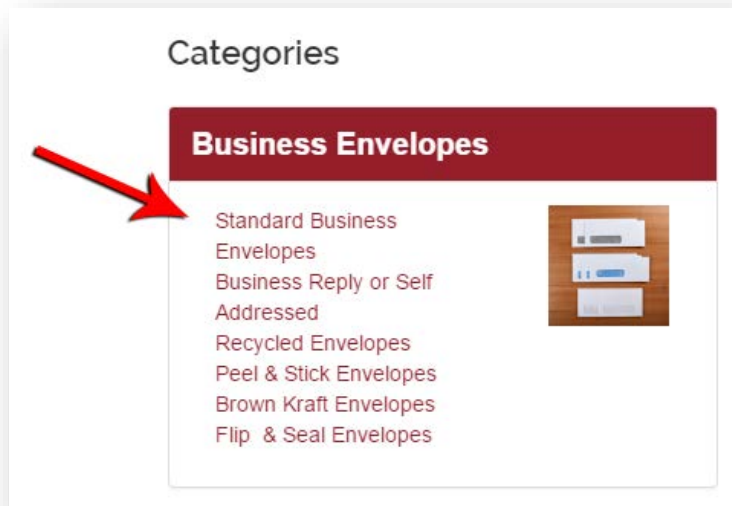 Categories
Business Envelopes
Standard Business
Envelopes
Business Reply or Self
Addressed
Recycled Envelopes
Peel & Stick Envelopes
Brown Kraft Envelopes
Flip  & Seal Envelopes